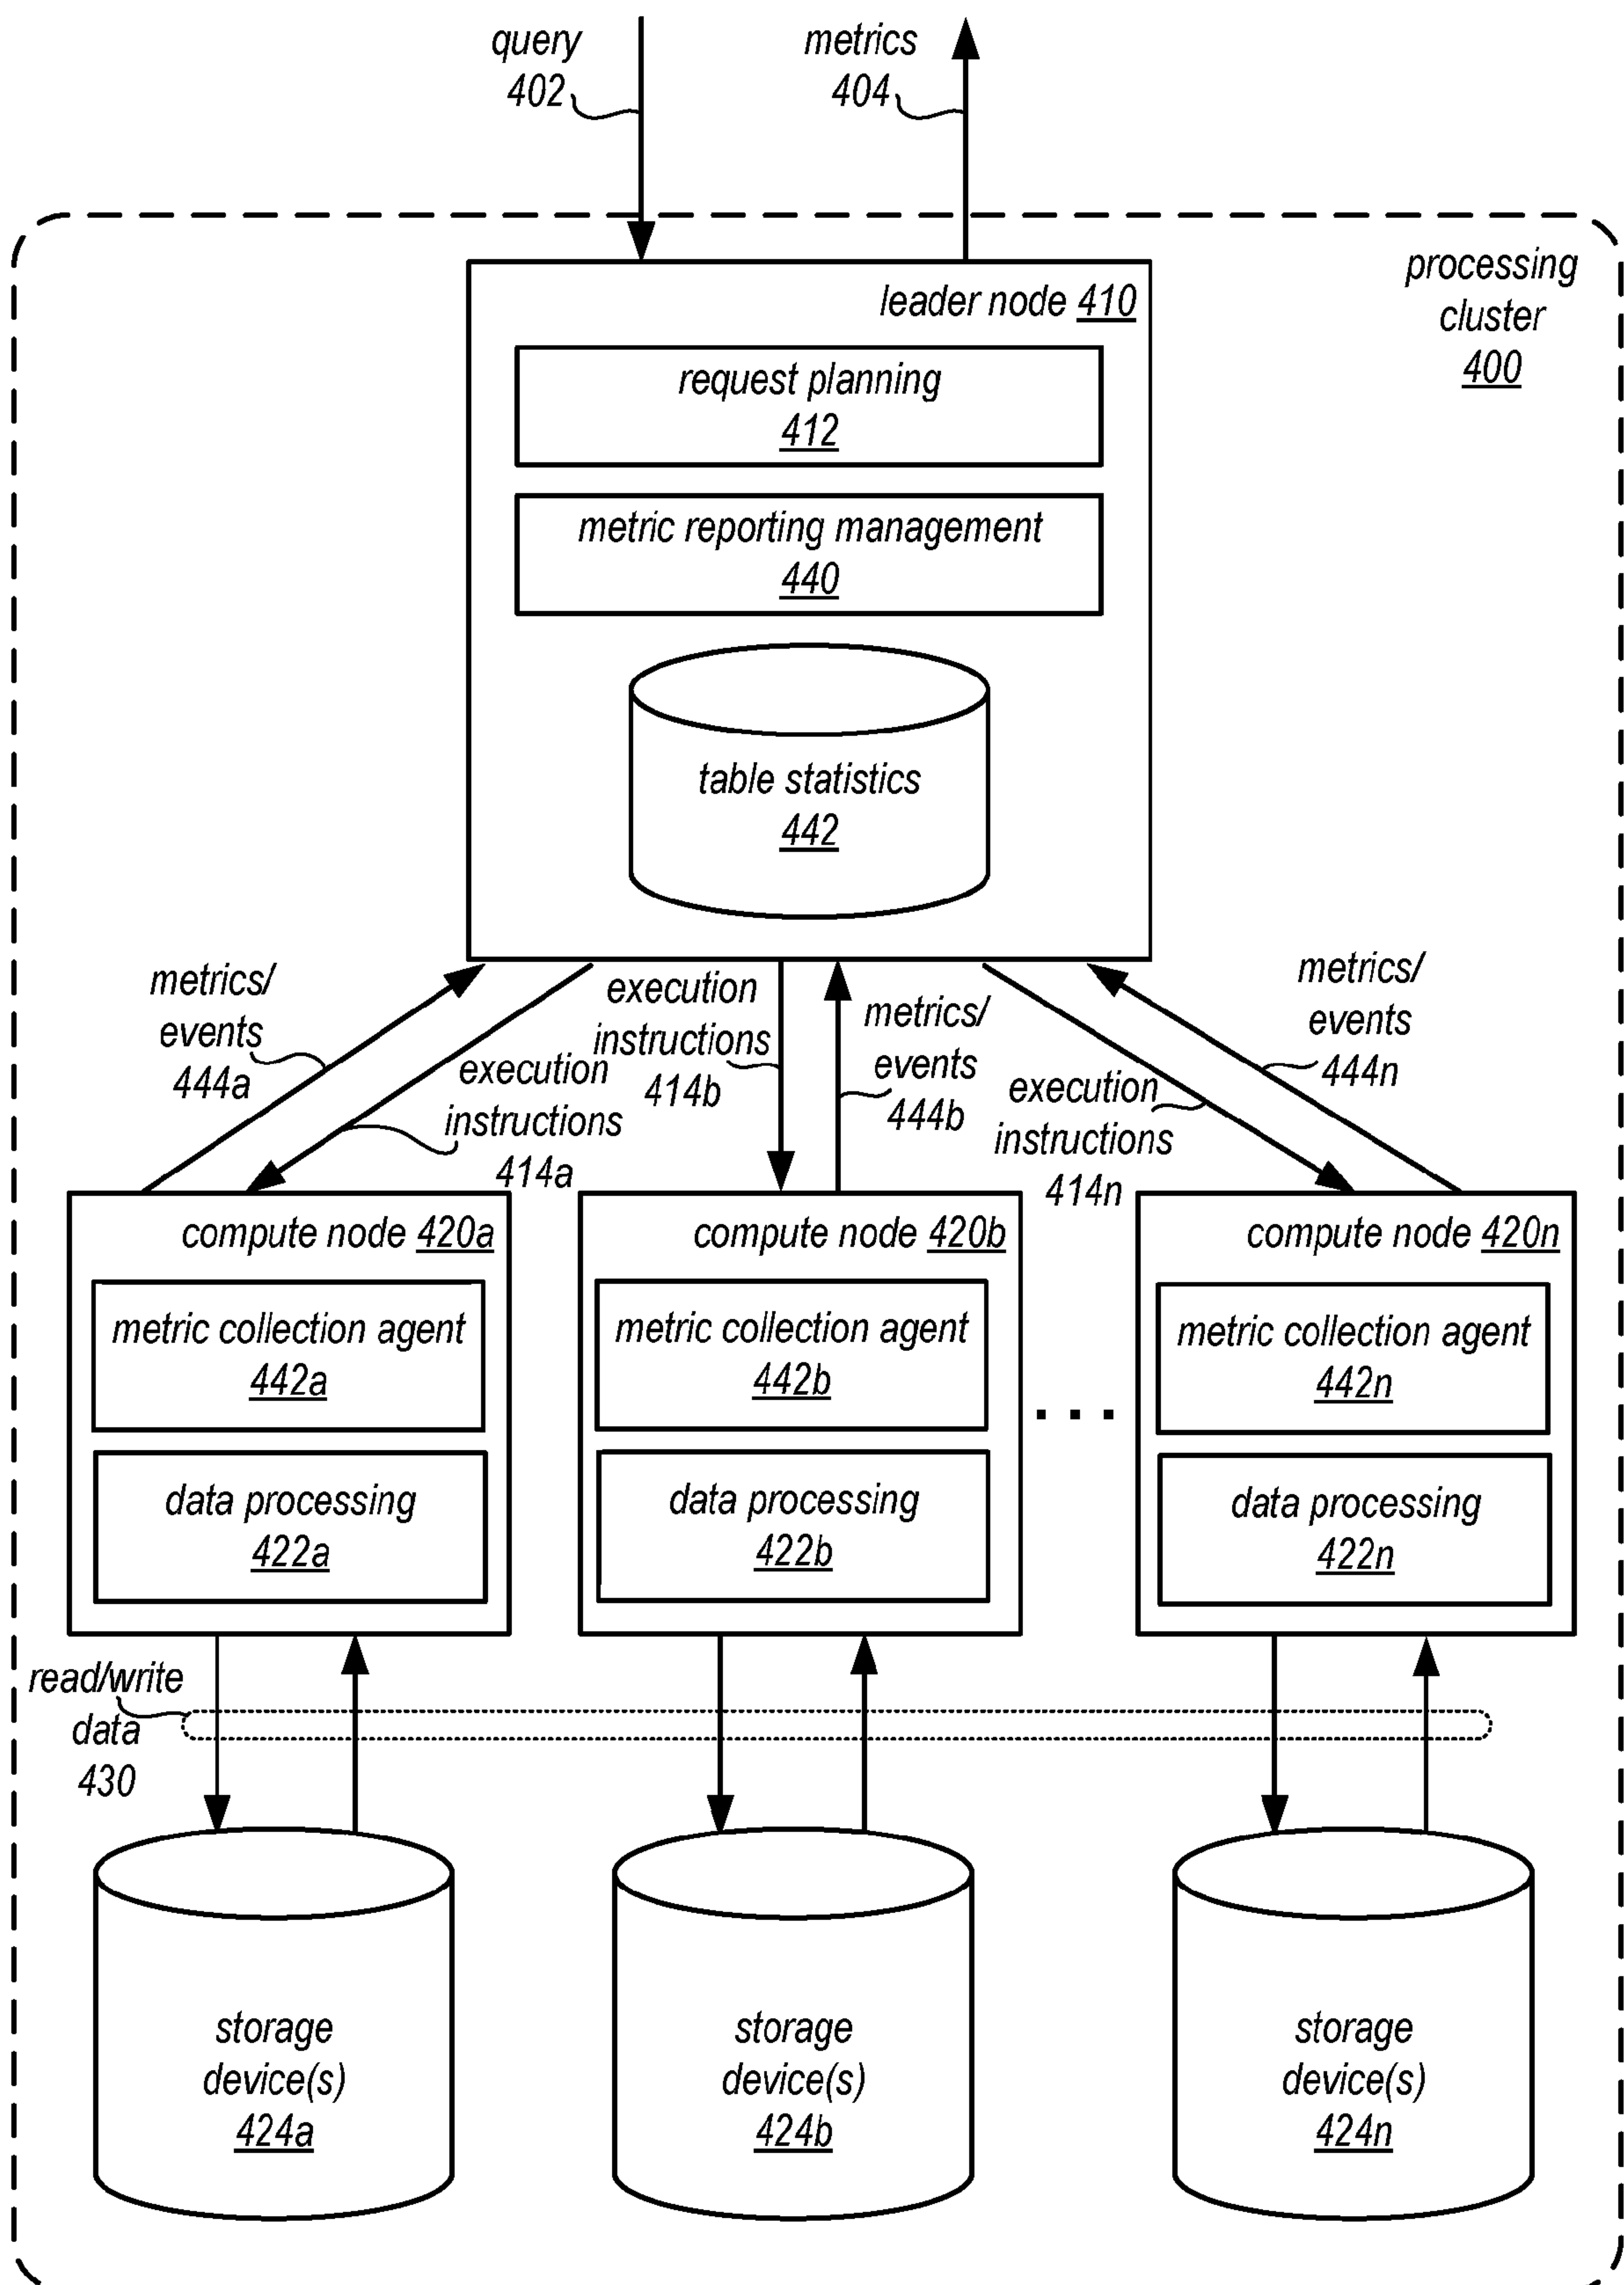 query
402
metrics
404
processing
cluster
400
leader node 410
request planning
412
metric reporting management
440
table statistics
442
metrics/
events
444a
execution
instructions
414a
execution
instructions
414b
metrics/
events
444b
execution
instructions
414n
metrics/
events
444n
compute node 420a
metric collection agent
442a
data processing
422a
compute node 420b
metric collection agent
442b
data processing
422b
. . .
compute node 420n
metric collection agent
442n
data processing
422n
read/write
data
430
storage
device(s)
424a
storage
device(s)
424b
storage
device(s)
424n